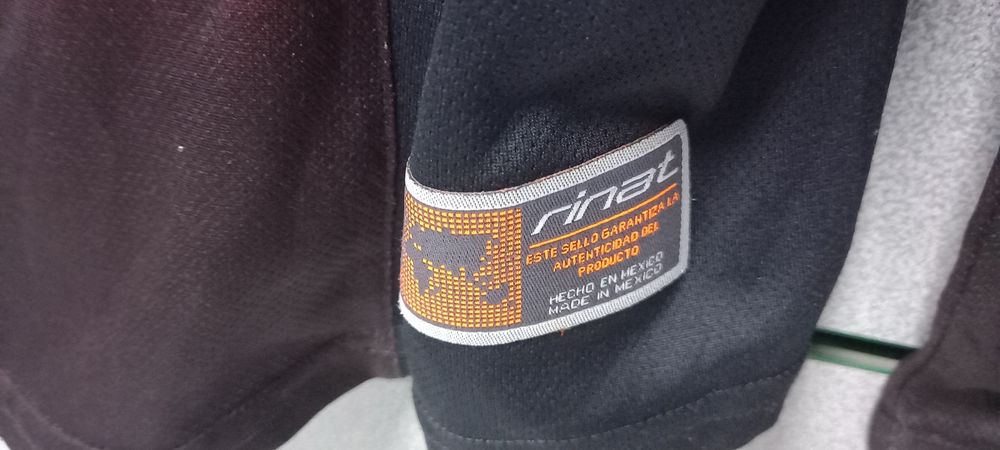 rinat
ESTE SELLO GARANTIZA LA
AUTENTICIDAD DEL
PRODUCTO
HECHO EN MEXICO
MADE IN MEXICO